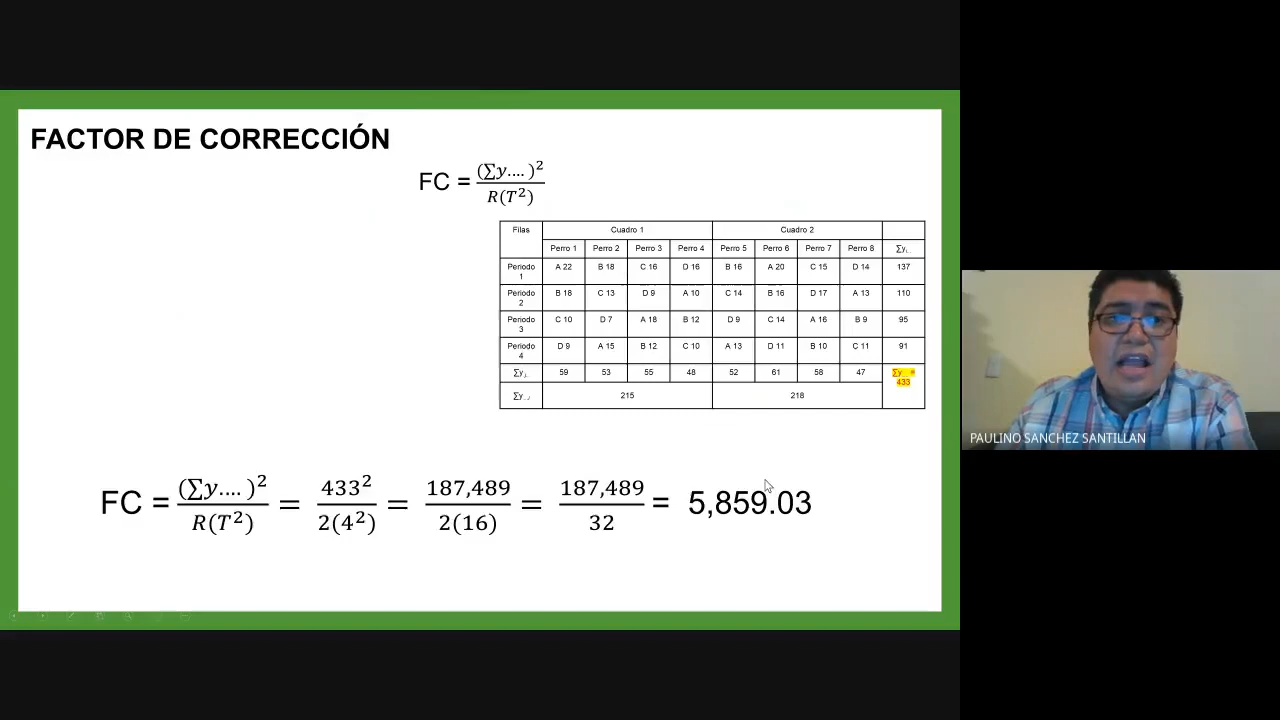 FACTOR DE CORRECCIÓN
FC = (∑y.... )² / R(T²)
Filas Cuadro 1 Cuadro 2
Perro 1 Perro 2 Perro 3 Perro 4 Perro 5 Perro 6 Perro 7 Perro 8 ∑yᵢ..
Periodo 1 A 22 B 18 C 16 D 16 B 16 A 20 C 15 D 14 137
Periodo 2 B 18 C 13 D 9 A 10 C 14 B 16 D 17 A 13 110
Periodo 3 C 10 D 7 A 18 B 12 D 9 C 14 A 16 B 9 95
Periodo 4 D 9 A 15 B 12 C 10 A 13 D 11 B 10 C 11 91
∑y.ⱼ.. 59 53 55 48 52 61 58 47 ∑y.... = 433
∑y...ₗ 215 218
FC = (∑y.... )² / R(T²) = 433² / 2(4²) = 187,489 / 2(16) = 187,489 / 32 = 5,859.03
PAULINO SANCHEZ SANTILLAN